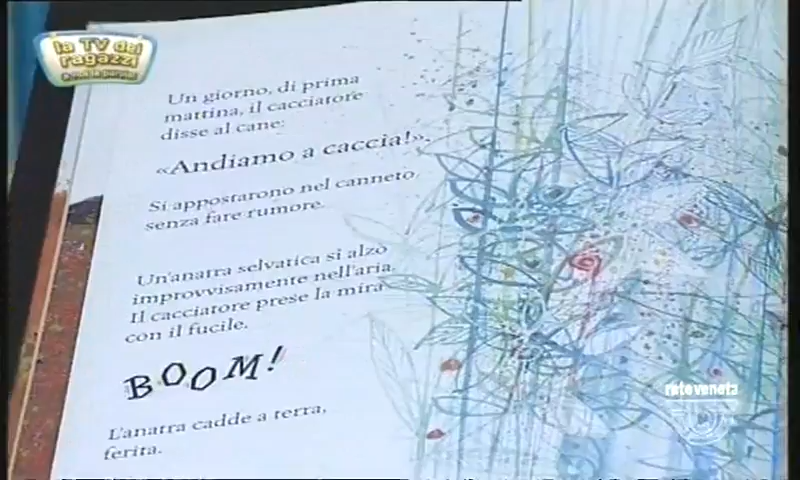 la TV dei
ragazzi
Un giorno, di prima
mattina, il cacciatore
disse al cane:
«Andiamo a caccia!».
Si appostarono nel canneto,
senza fare rumore.
Un'anatra selvatica si alzò
improvvisamente nell'aria.
Il cacciatore prese la mira
con il fucile.
BOOM!
L'anatra cadde a terra,
ferita.
reteveneta